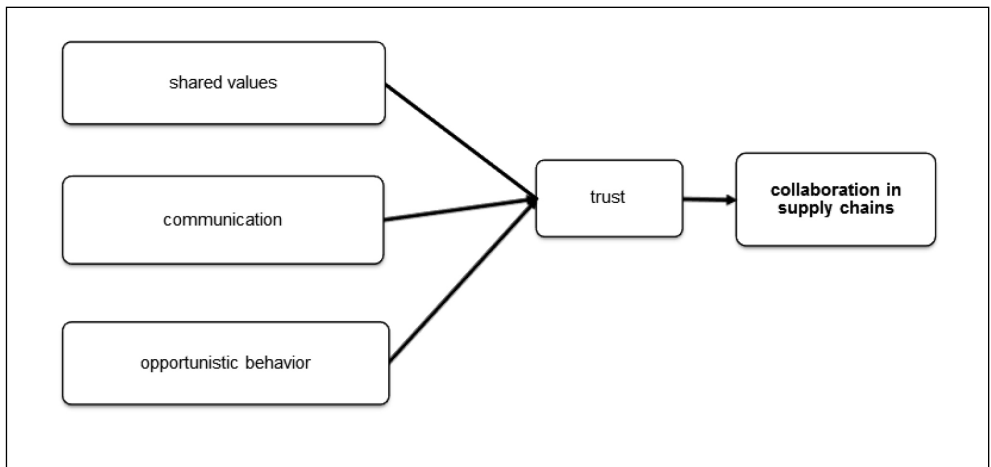 shared values
communication
opportunistic behavior
trust
collaboration in
supply chains